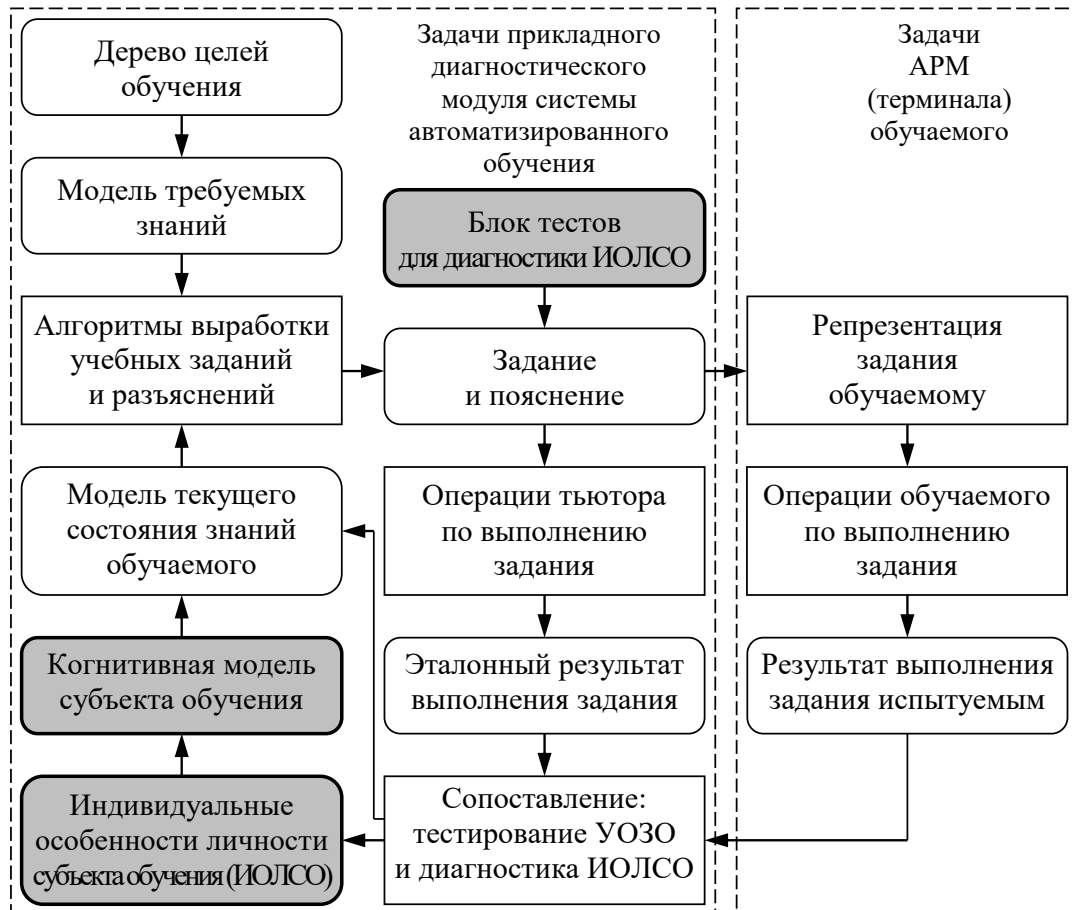 Дерево целей
обучения
Задачи прикладного
диагностического
модуля системы
автоматизированного
обучения
Задачи
АРМ
(терминала)
обучаемого
Модель требуемых
знаний
Блок тестов
для диагностики ИОЛСО
Алгоритмы выработки
учебных заданий
и разъяснений
Задание
и пояснение
Репрезентация
задания
обучаемому
Модель текущего
состояния знаний
обучаемого
Операции тьютора
по выполнению
задания
Операции обучаемого
по выполнению
задания
Когнитивная модель
субъекта обучения
Эталонный результат
выполнения задания
Результат выполнения
задания испытуемым
Индивидуальные
особенности личности
субъекта обучения (ИОЛСО)
Сопоставление:
тестирование УОЗО
и диагностика ИОЛСО